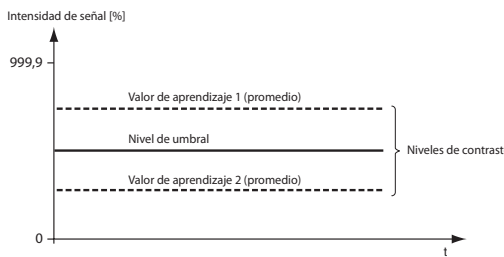 Intensidad de señal [%]
999,9
Valor de aprendizaje 1 (promedio)
Nivel de umbral
Niveles de contrast
Valor de aprendizaje 2 (promedio)
0
t